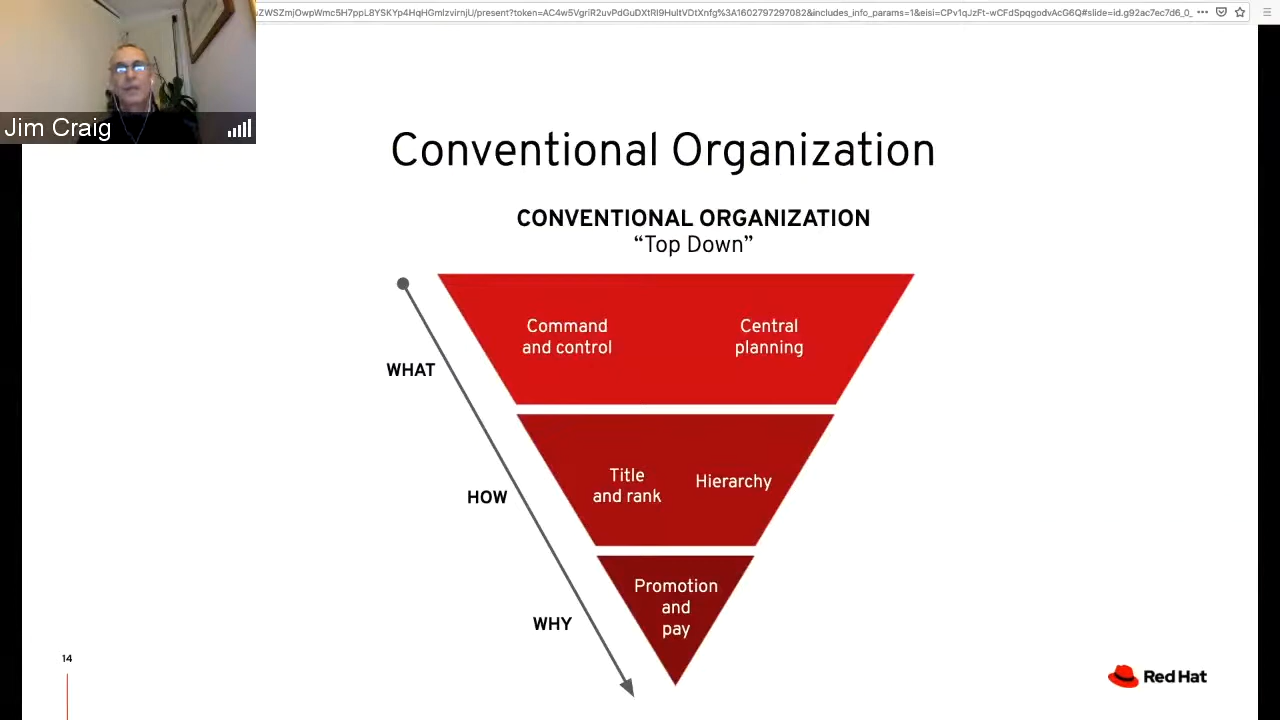 Jim Craig
Conventional Organization
CONVENTIONAL ORGANIZATION
“Top Down”
Command
and control
Central
planning
WHAT
Title
and rank
Hierarchy
HOW
Promotion
and
pay
WHY
14
Red Hat